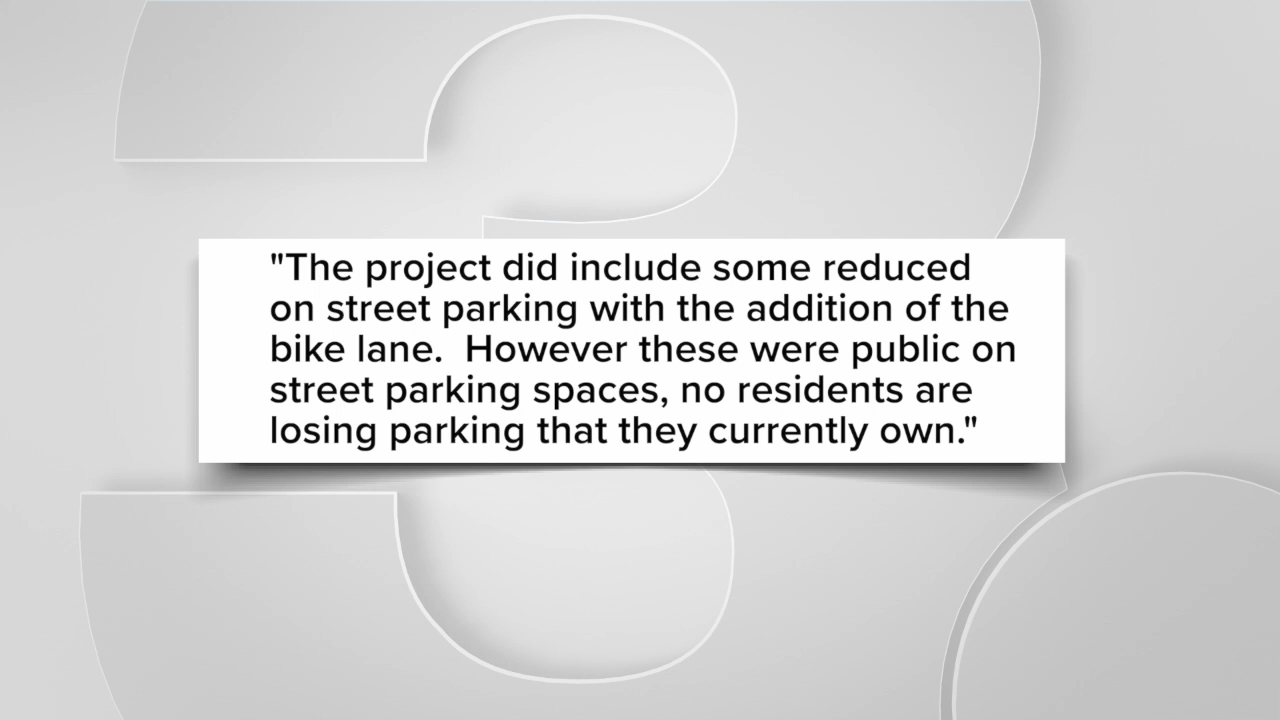 "The project did include some reduced
on street parking with the addition of the
bike lane.  However these were public on
street parking spaces, no residents are
losing parking that they currently own."